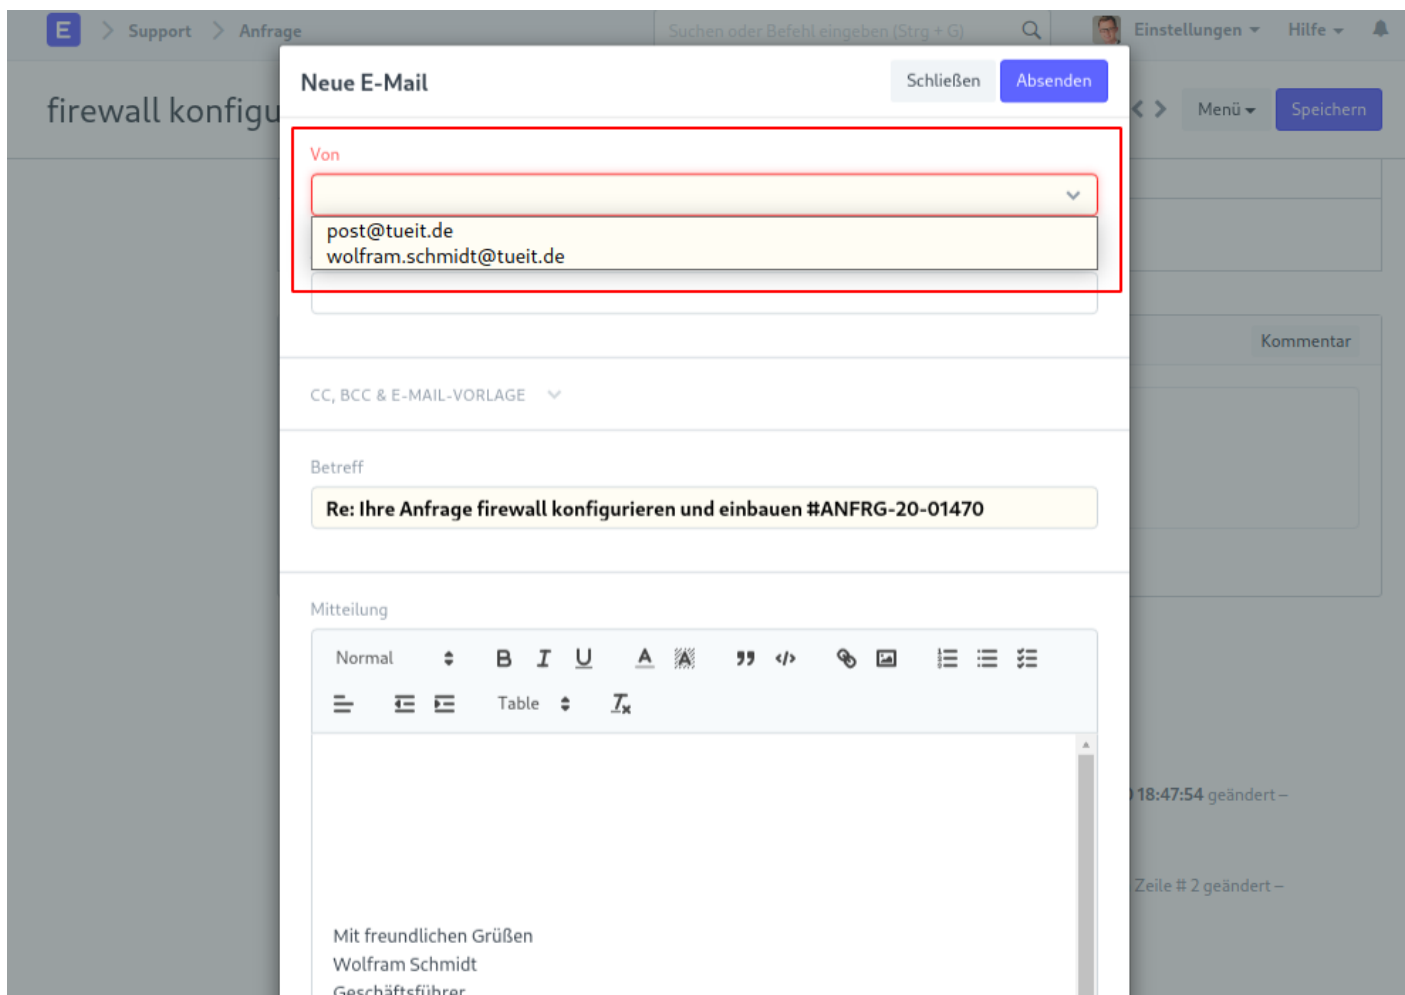 E Support Anfrage Suchen oder Befehl eingeben (Strg + G) Einstellungen Hilfe
firewall konfigu
Menü Speichern
Neue E-Mail Schließen Absenden
Von
post@tueit.de
wolfram.schmidt@tueit.de
Kommentar
CC, BCC & E-MAIL-VORLAGE
Betreff
Re: Ihre Anfrage firewall konfigurieren und einbauen #ANFRG-20-01470
Mitteilung
Normal B I U A A </> 
Table
18:47:54 geändert –
Zeile # 2 geändert –
Mit freundlichen Grüßen
Wolfram Schmidt
Geschäftsführer